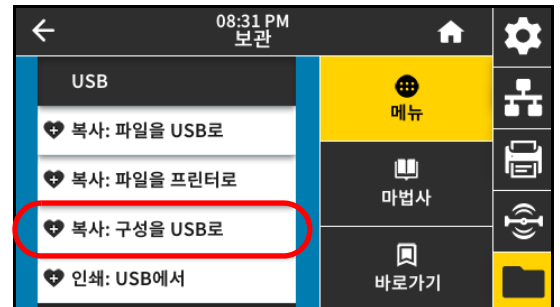 08:31 PM
보관
USB
복사: 파일을 USB로
복사: 파일을 프린터로
복사: 구성을 USB로
인쇄: USB에서
메뉴
마법사
바로가기